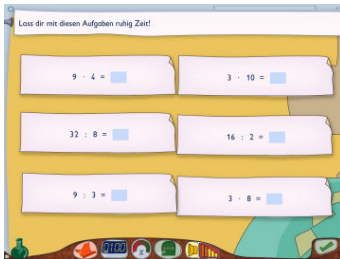 Lass dir mit diesen Aufgaben ruhig Zeit!
9 · 4 =
3 · 10 =
32 : 8 =
16 : 2 =
9 : 3 =
3 · 8 =